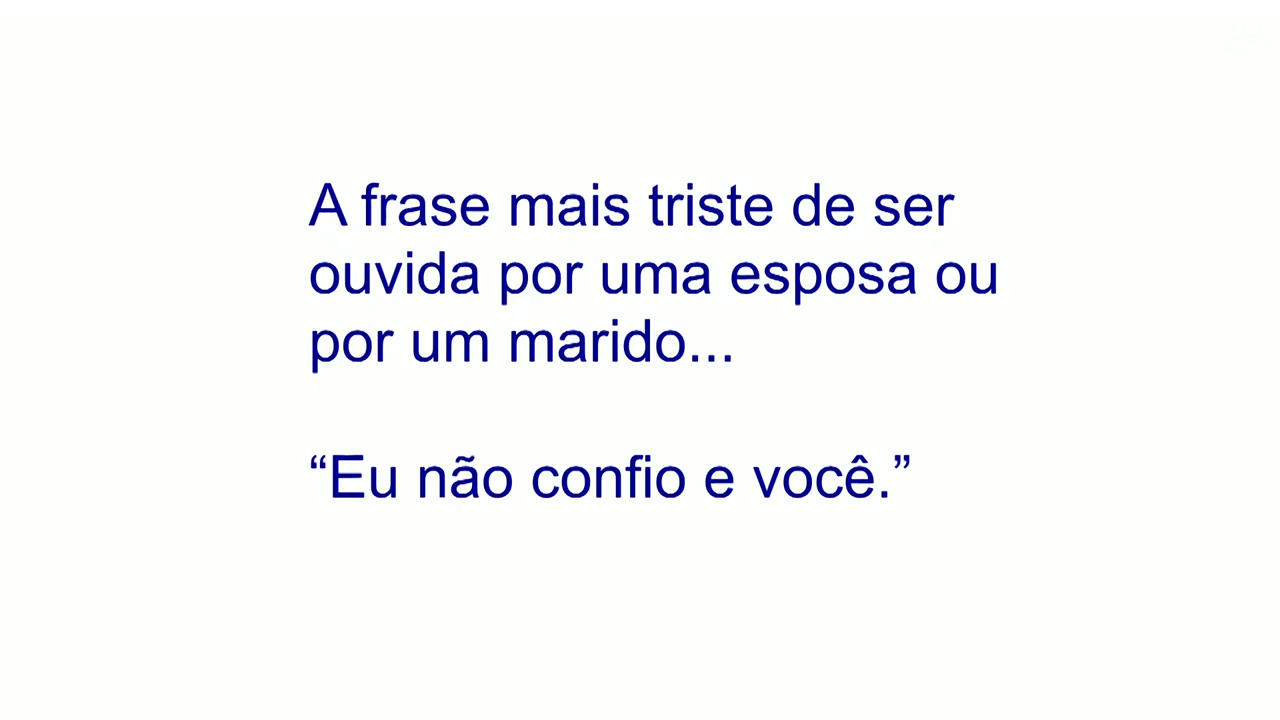 A frase mais triste de ser
ouvida por uma esposa ou
por um marido...
“Eu não confio e você.”